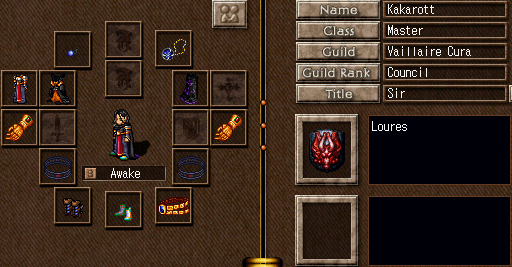 Name Kakarott
Class Master
Guild Vaillaire Cura
Guild Rank Council
Title Sir
Loures
Awake